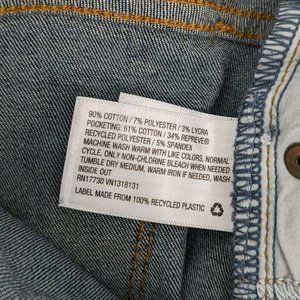 90% COTTON / 7% POLYESTER / 3% LYCRA
POCKETING: 61% COTTON / 34% REPREVE®
RECYCLED POLYESTER / 5% SPANDEX
MACHINE WASH WARM WITH LIKE COLORS, NORMAL
CYCLE, ONLY NON-CHLORINE BLEACH WHEN NEEDED
TUMBLE DRY MEDIUM, WARM IRON IF NEEDED, WASH
INSIDE OUT
RN17730 VN1318131
LABEL MADE FROM 100% RECYCLED PLASTIC